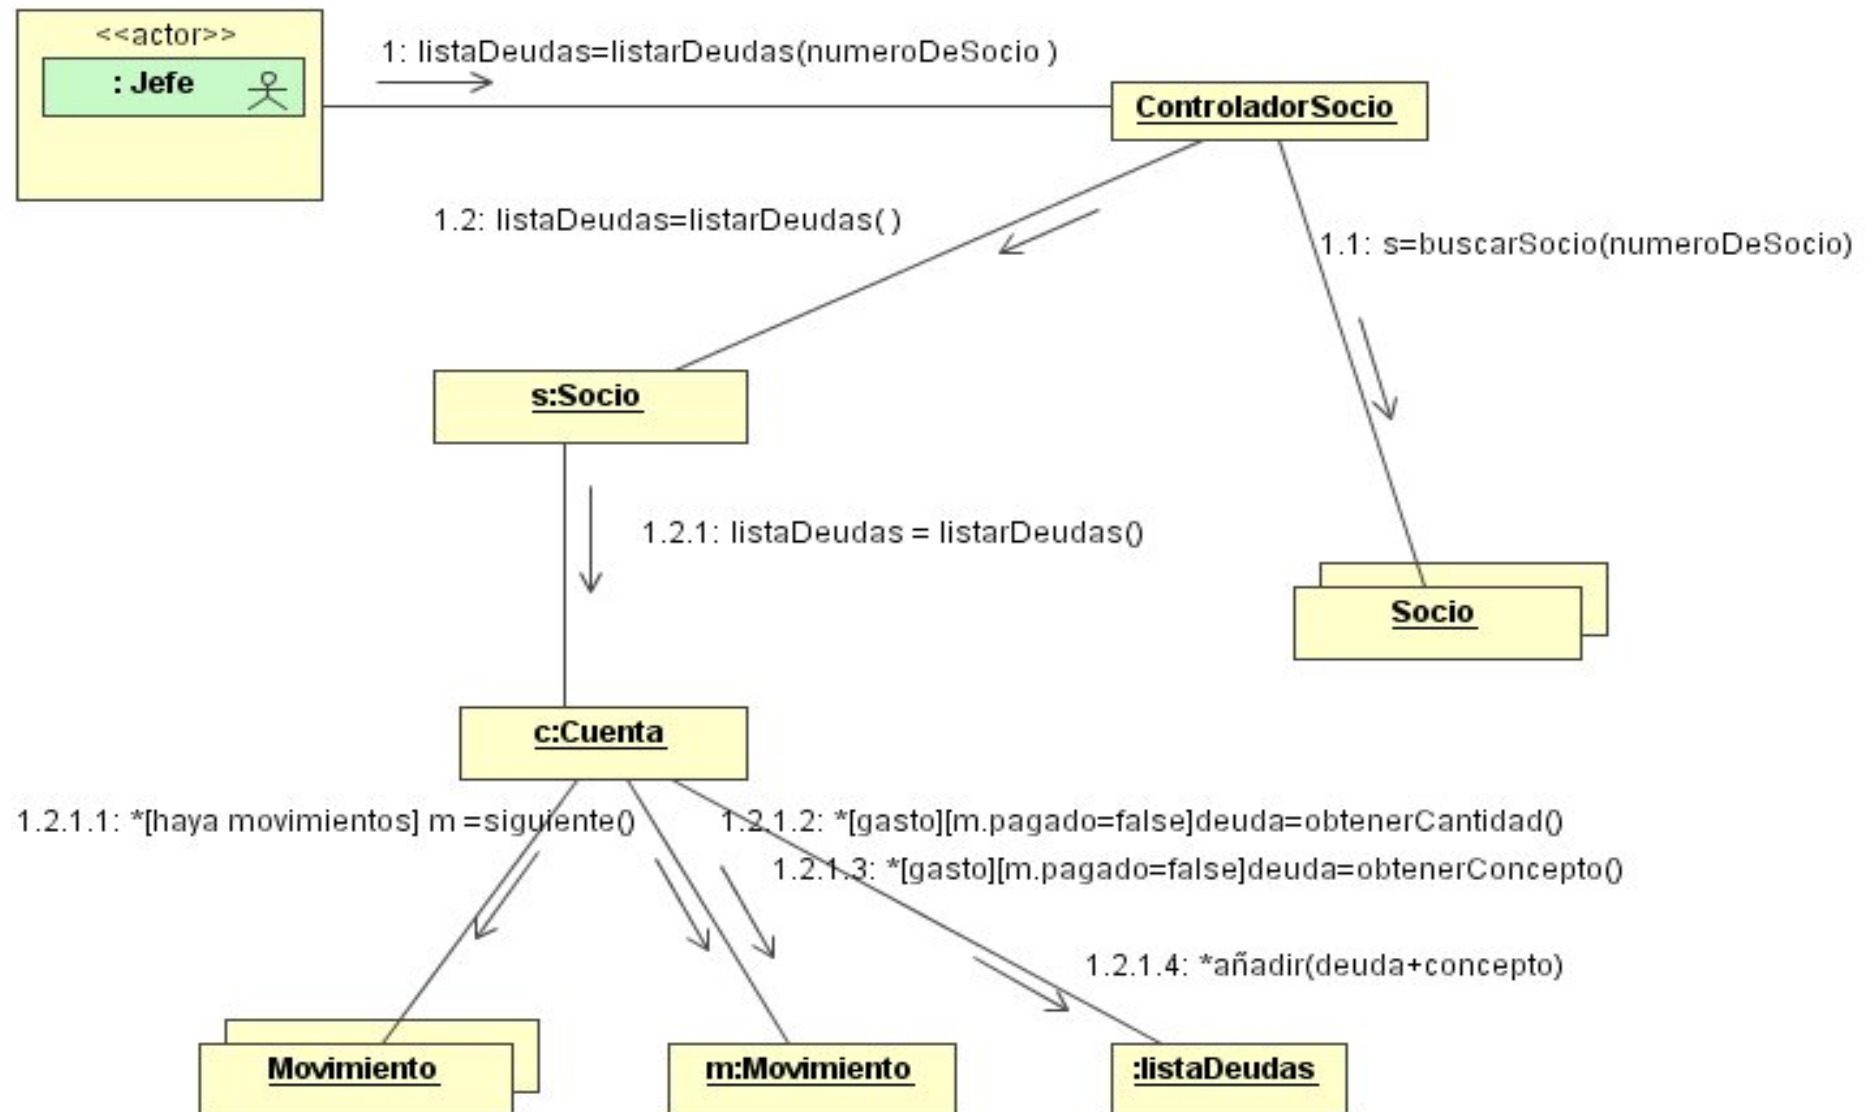 <<actor>>
: Jefe
1: listaDeudas=listarDeudas(numeroDeSocio )
ControladorSocio
1.2: listaDeudas=listarDeudas( )
1.1: s=buscarSocio(numeroDeSocio)
s:Socio
1.2.1: listaDeudas = listarDeudas()
Socio
c:Cuenta
1.2.1.1: *[haya movimientos] m =siguiente()
1.2.1.2: *[gasto][m.pagado=false]deuda=obtenerCantidad()
1.2.1.3: *[gasto][m.pagado=false]deuda=obtenerConcepto()
1.2.1.4: *añadir(deuda+concepto)
Movimiento
m:Movimiento
:listaDeudas